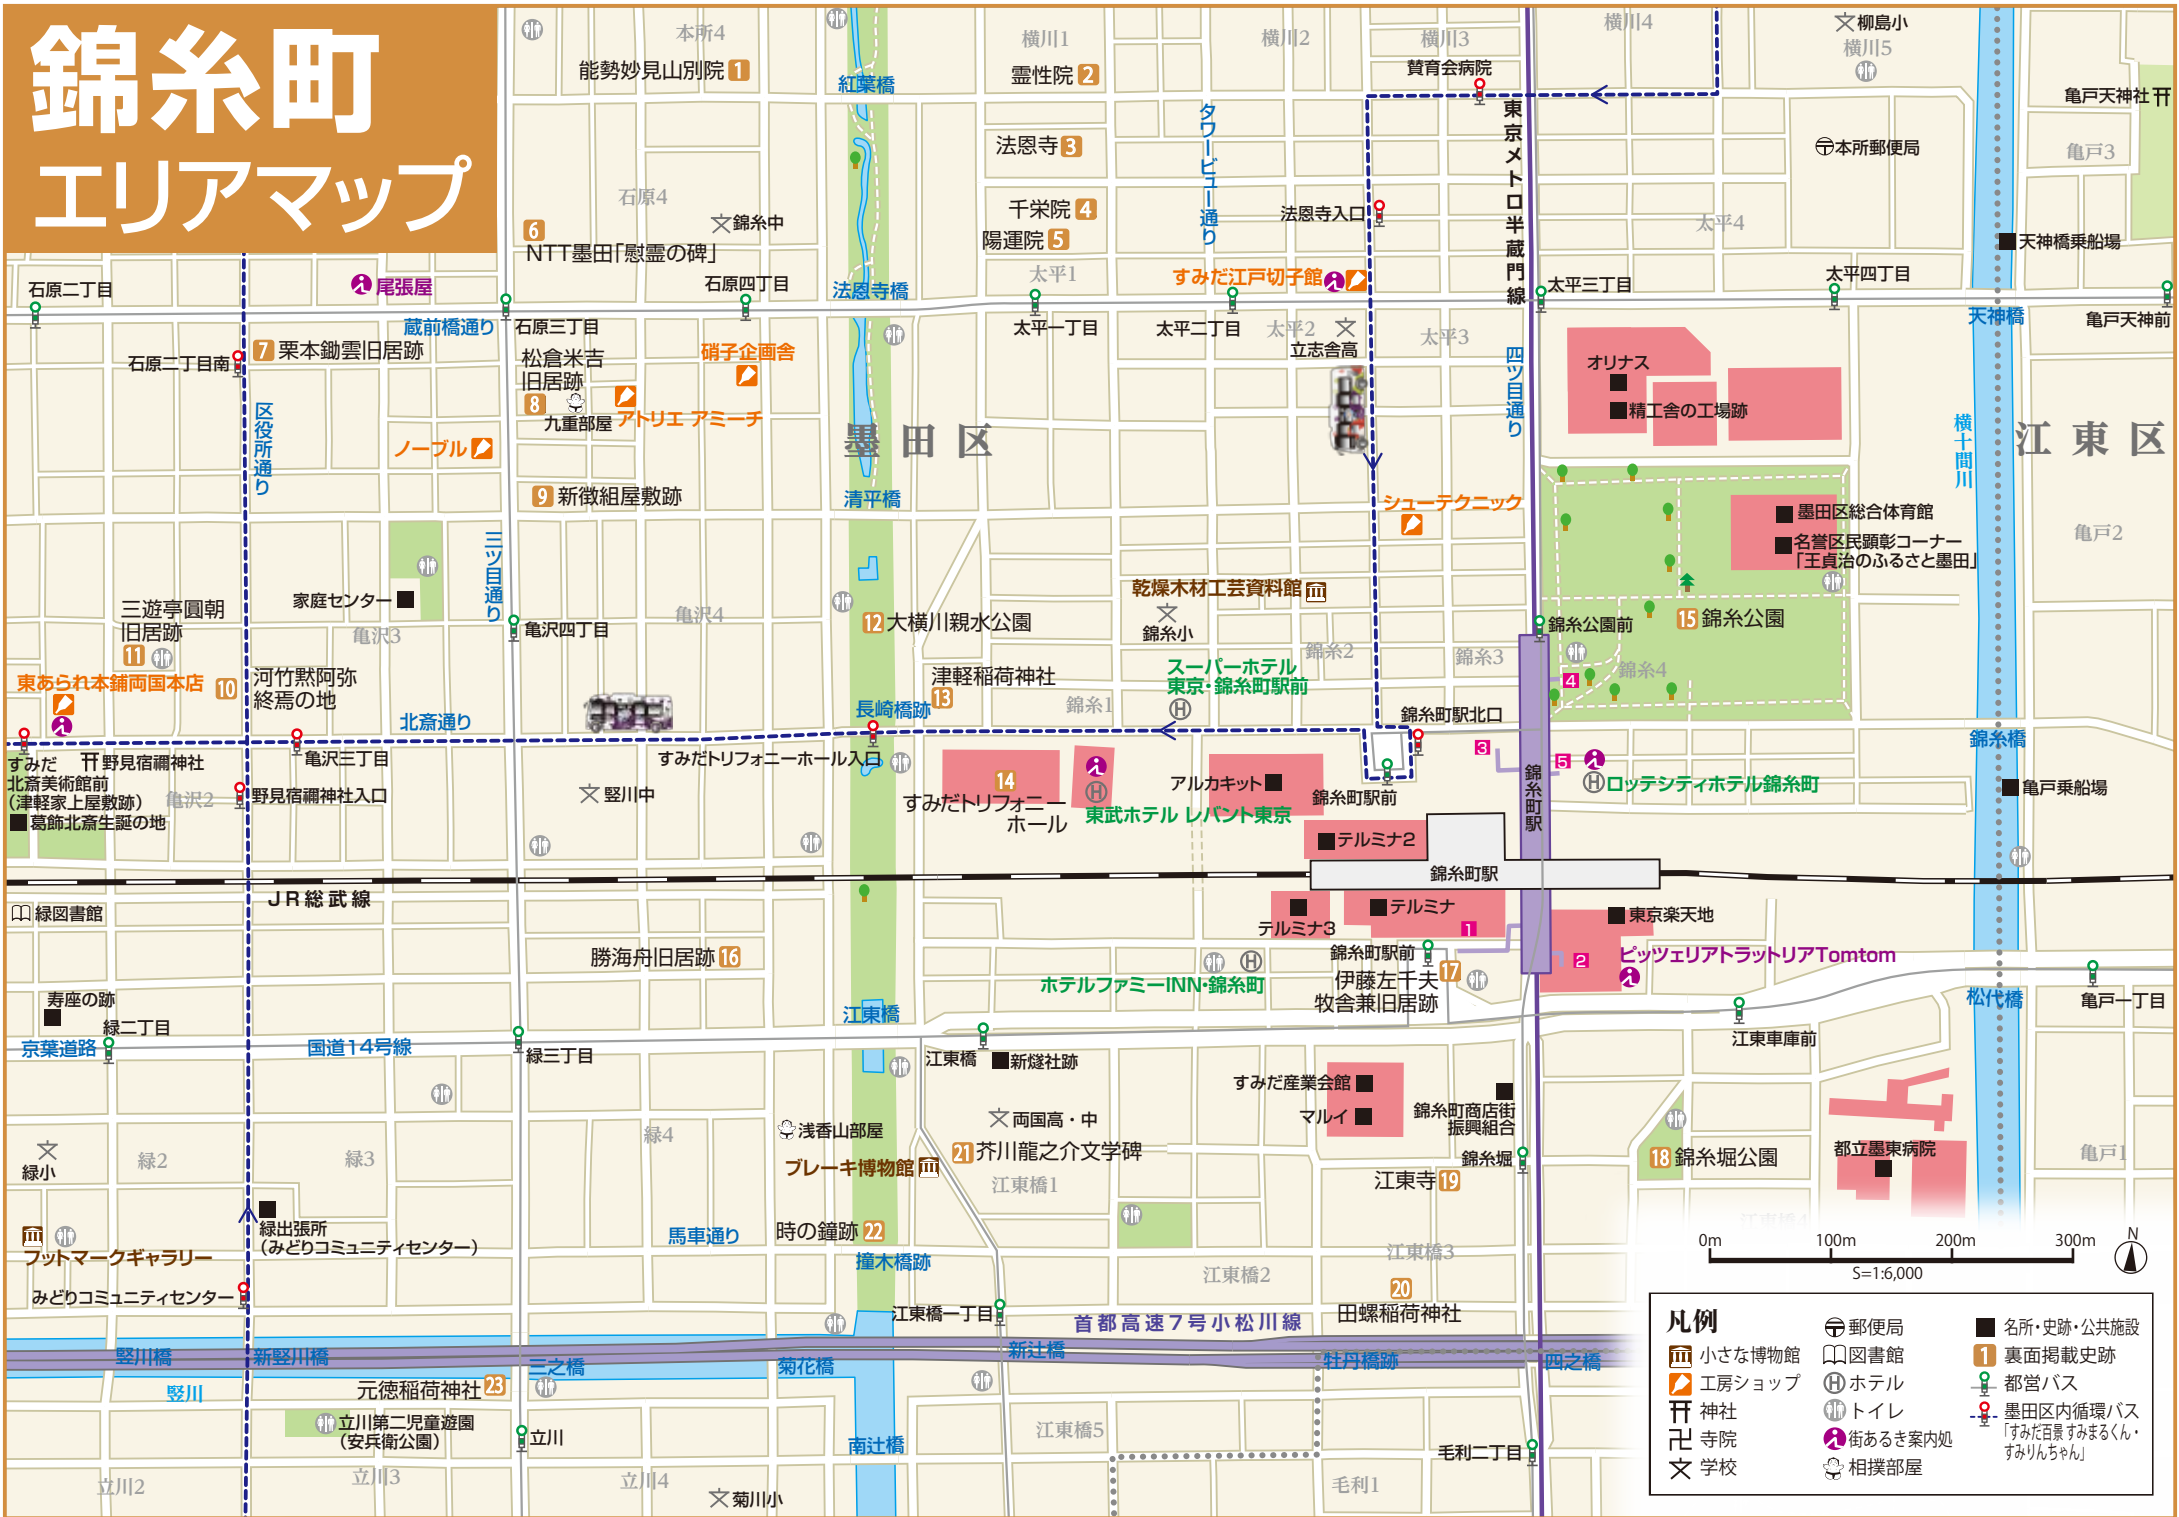 錦糸町
エリアマップ
本所4
能勢妙見山別院 1
紅葉橋
横川1
霊性院 2
横川2
横川3
賛育会病院
横川4
文 柳島小
横川5
亀戸天神社
亀戸3
本所郵便局
法恩寺 3
タワービュー通り
東京メトロ半蔵門線
石原4
文 錦糸中
6
NTT墨田「慰霊の碑」
千栄院 4
陽運院 5
法恩寺入口
太平4
天神橋乗船場
石原二丁目
尾張屋
石原四丁目
法恩寺橋
太平1
すみだ江戸切子館
太平三丁目
太平四丁目
蔵前橋通り
石原三丁目
太平一丁目
太平二丁目
太平2
文
立志舎高
太平3
天神橋
亀戸天神前
石原二丁目南
7 栗本鋤雲旧居跡
松倉米吉
旧居跡
8
九重部屋
硝子企画舎
アトリエ アミーチ
四ツ目通り
オリナス
精工舎の工場跡
区役所通り
ノーブル
墨田区
横十間川
江東区
9 新徴組屋敷跡
清平橋
シューテクニック
墨田区総合体育館
名誉区民顕彰コーナー
「王貞治のふるさと墨田」
亀戸2
三ツ目通り
家庭センター
三遊亭圓朝
旧居跡
11
亀沢3
亀沢四丁目
亀沢4
12 大横川親水公園
乾燥木材工芸資料館
文
錦糸小
錦糸2
錦糸3
錦糸公園前
15 錦糸公園
錦糸4
4
東あられ本鋪両国本店
10 河竹黙阿弥
終焉の地
北斎通り
津軽稲荷神社
13
長崎橋跡
錦糸1
スーパーホテル
東京・錦糸町駅前
錦糸町駅北口
錦糸橋
すみだ
北斎美術館前
(津軽家上屋敷跡)
葛飾北斎生誕の地
野見宿禰神社
亀沢2
亀沢三丁目
野見宿禰神社入口
文 竪川中
すみだトリフォニーホール入口
14
すみだトリフォニー
ホール
東武ホテル レバント東京
アルカキット
錦糸町駅前
3
5
ロッテシティホテル錦糸町
錦糸町駅
亀戸乗船場
テルミナ2
錦糸町駅
JR総武線
緑図書館
テルミナ3
テルミナ
1
東京楽天地
2
ピッツェリアトラットリアTomtom
勝海舟旧居跡 16
錦糸町駅前
ホテルファミーINN・錦糸町
17
伊藤左千夫
牧舎兼旧居跡
寿座の跡
緑二丁目
京葉道路
国道14号線
緑三丁目
江東橋
江東橋
新燧社跡
松代橋
亀戸一丁目
江東車庫前
すみだ産業会館
マルイ
錦糸町商店街
振興組合
文 両国高・中
浅香山部屋
緑4
21 芥川龍之介文学碑
ブレーキ博物館
江東橋1
錦糸堀
江東寺 19
18 錦糸堀公園
都立墨東病院
亀戸1
文
緑小
緑2
緑3
緑出張所
(みどりコミュニティセンター)
フットマークギャラリー
馬車通り
時の鐘跡 22
撞木橋跡
江東橋2
江東橋3
江東橋4
20
田螺稲荷神社
みどりコミュニティセンター
江東橋一丁目
首都高速7号小松川線
竪川橋
新竪川橋
三之橋
菊花橋
新辻橋
牡丹橋跡
四之橋
竪川
元徳稲荷神社 23
立川第二児童遊園
(安兵衛公園)
立川
南辻橋
江東橋5
毛利二丁目
毛利1
立川2
立川3
立川4
文 菊川小
0m 100m 200m 300m
S=1:6,000
N
凡例
小さな博物館
工房ショップ
神社
寺院
文 学校
郵便局
図書館
H ホテル
トイレ
街あるき案内処
相撲部屋
名所・史跡・公共施設
1 裏面掲載史跡
都営バス
墨田区内循環バス
「すみだ百景 すみまるくん・
すみりんちゃん」